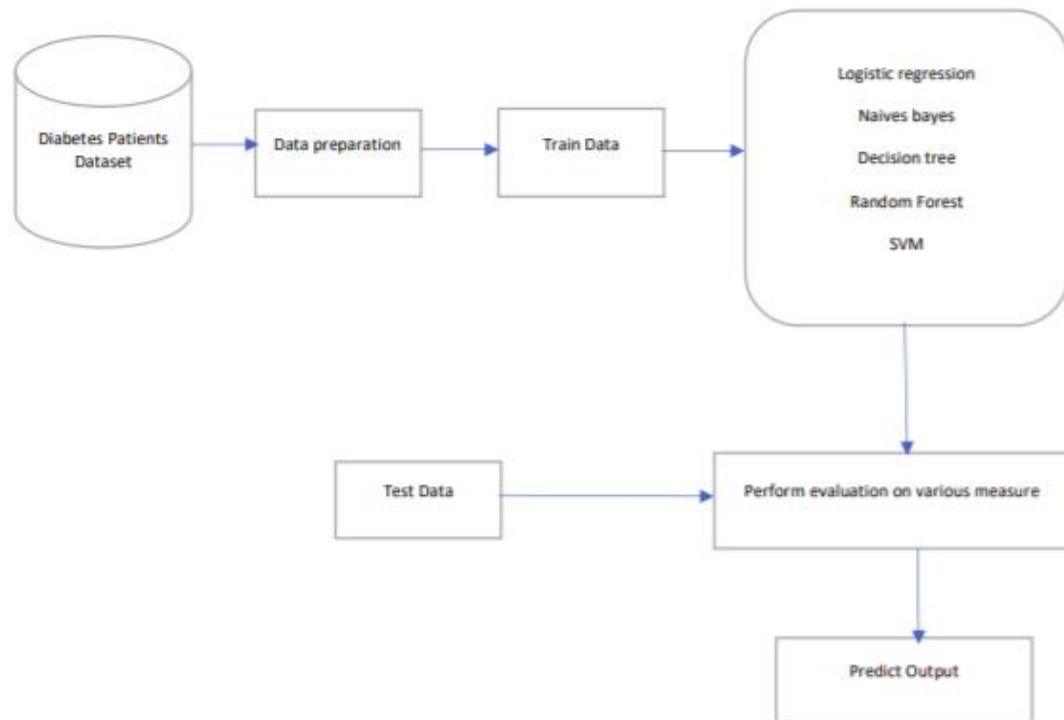 Diabetes Patients
Dataset
Data preparation
Train Data
Logistic regression
Naives bayes
Decision tree
Random Forest
SVM
Test Data
Perform evaluation on various measure
Predict Output